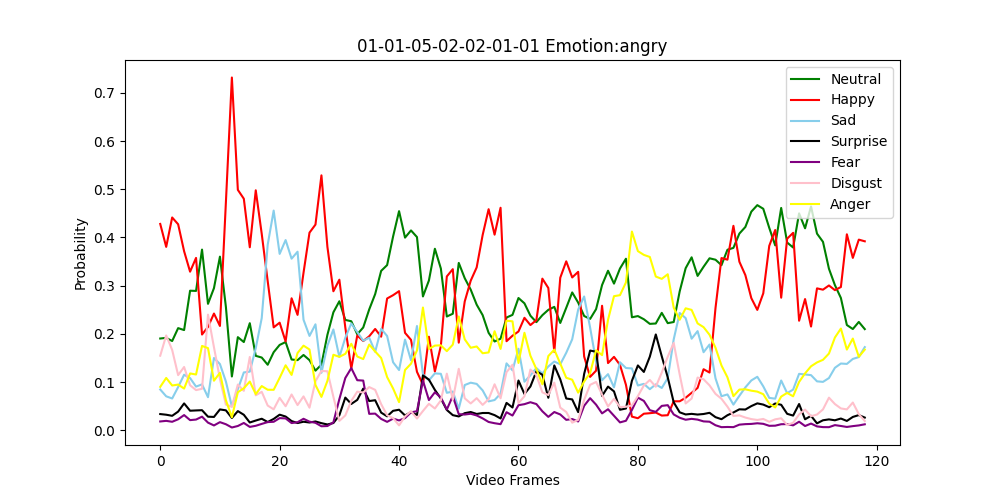 01-01-05-02-02-01-01 Emotion:angry
Probability
0.7
0.6
0.5
0.4
0.3
0.2
0.1
0.0
Neutral
Happy
Sad
Surprise
Fear
Disgust
Anger
0 20 40 60 80 100 120
Video Frames